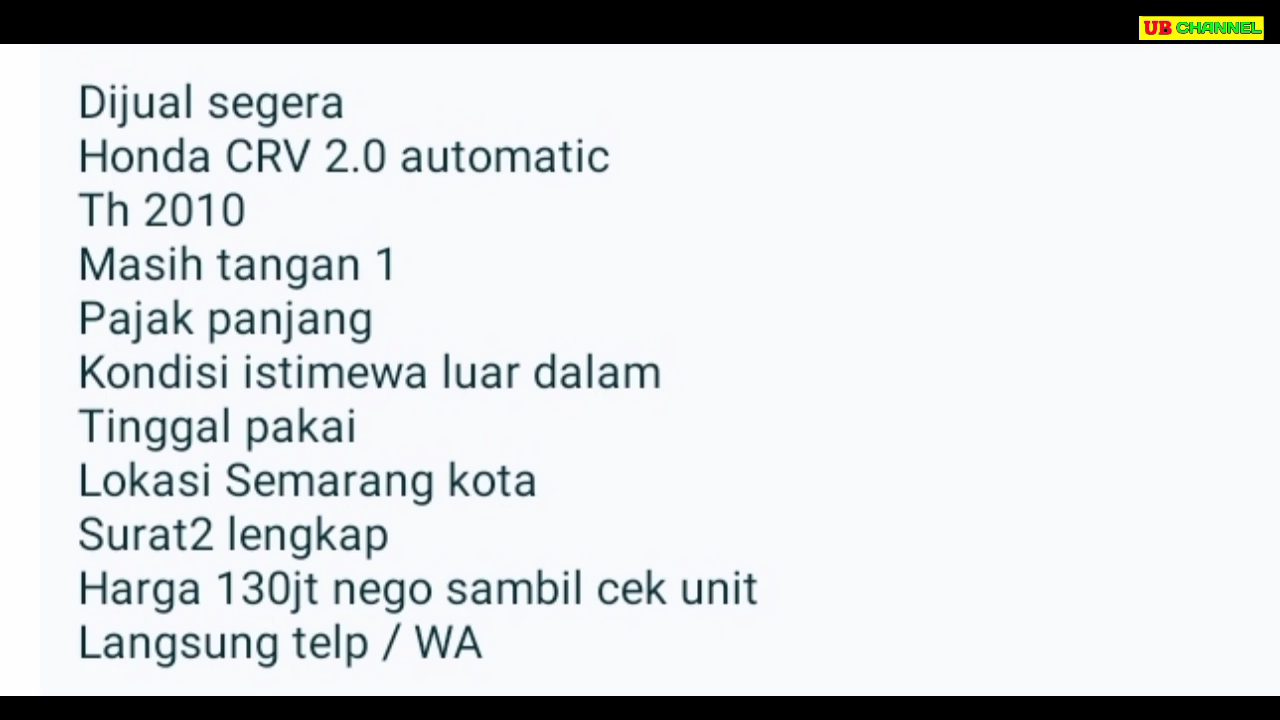 UB CHANNEL
Dijual segera
Honda CRV 2.0 automatic
Th 2010
Masih tangan 1
Pajak panjang
Kondisi istimewa luar dalam
Tinggal pakai
Lokasi Semarang kota
Surat2 lengkap
Harga 130jt nego sambil cek unit
Langsung telp / WA